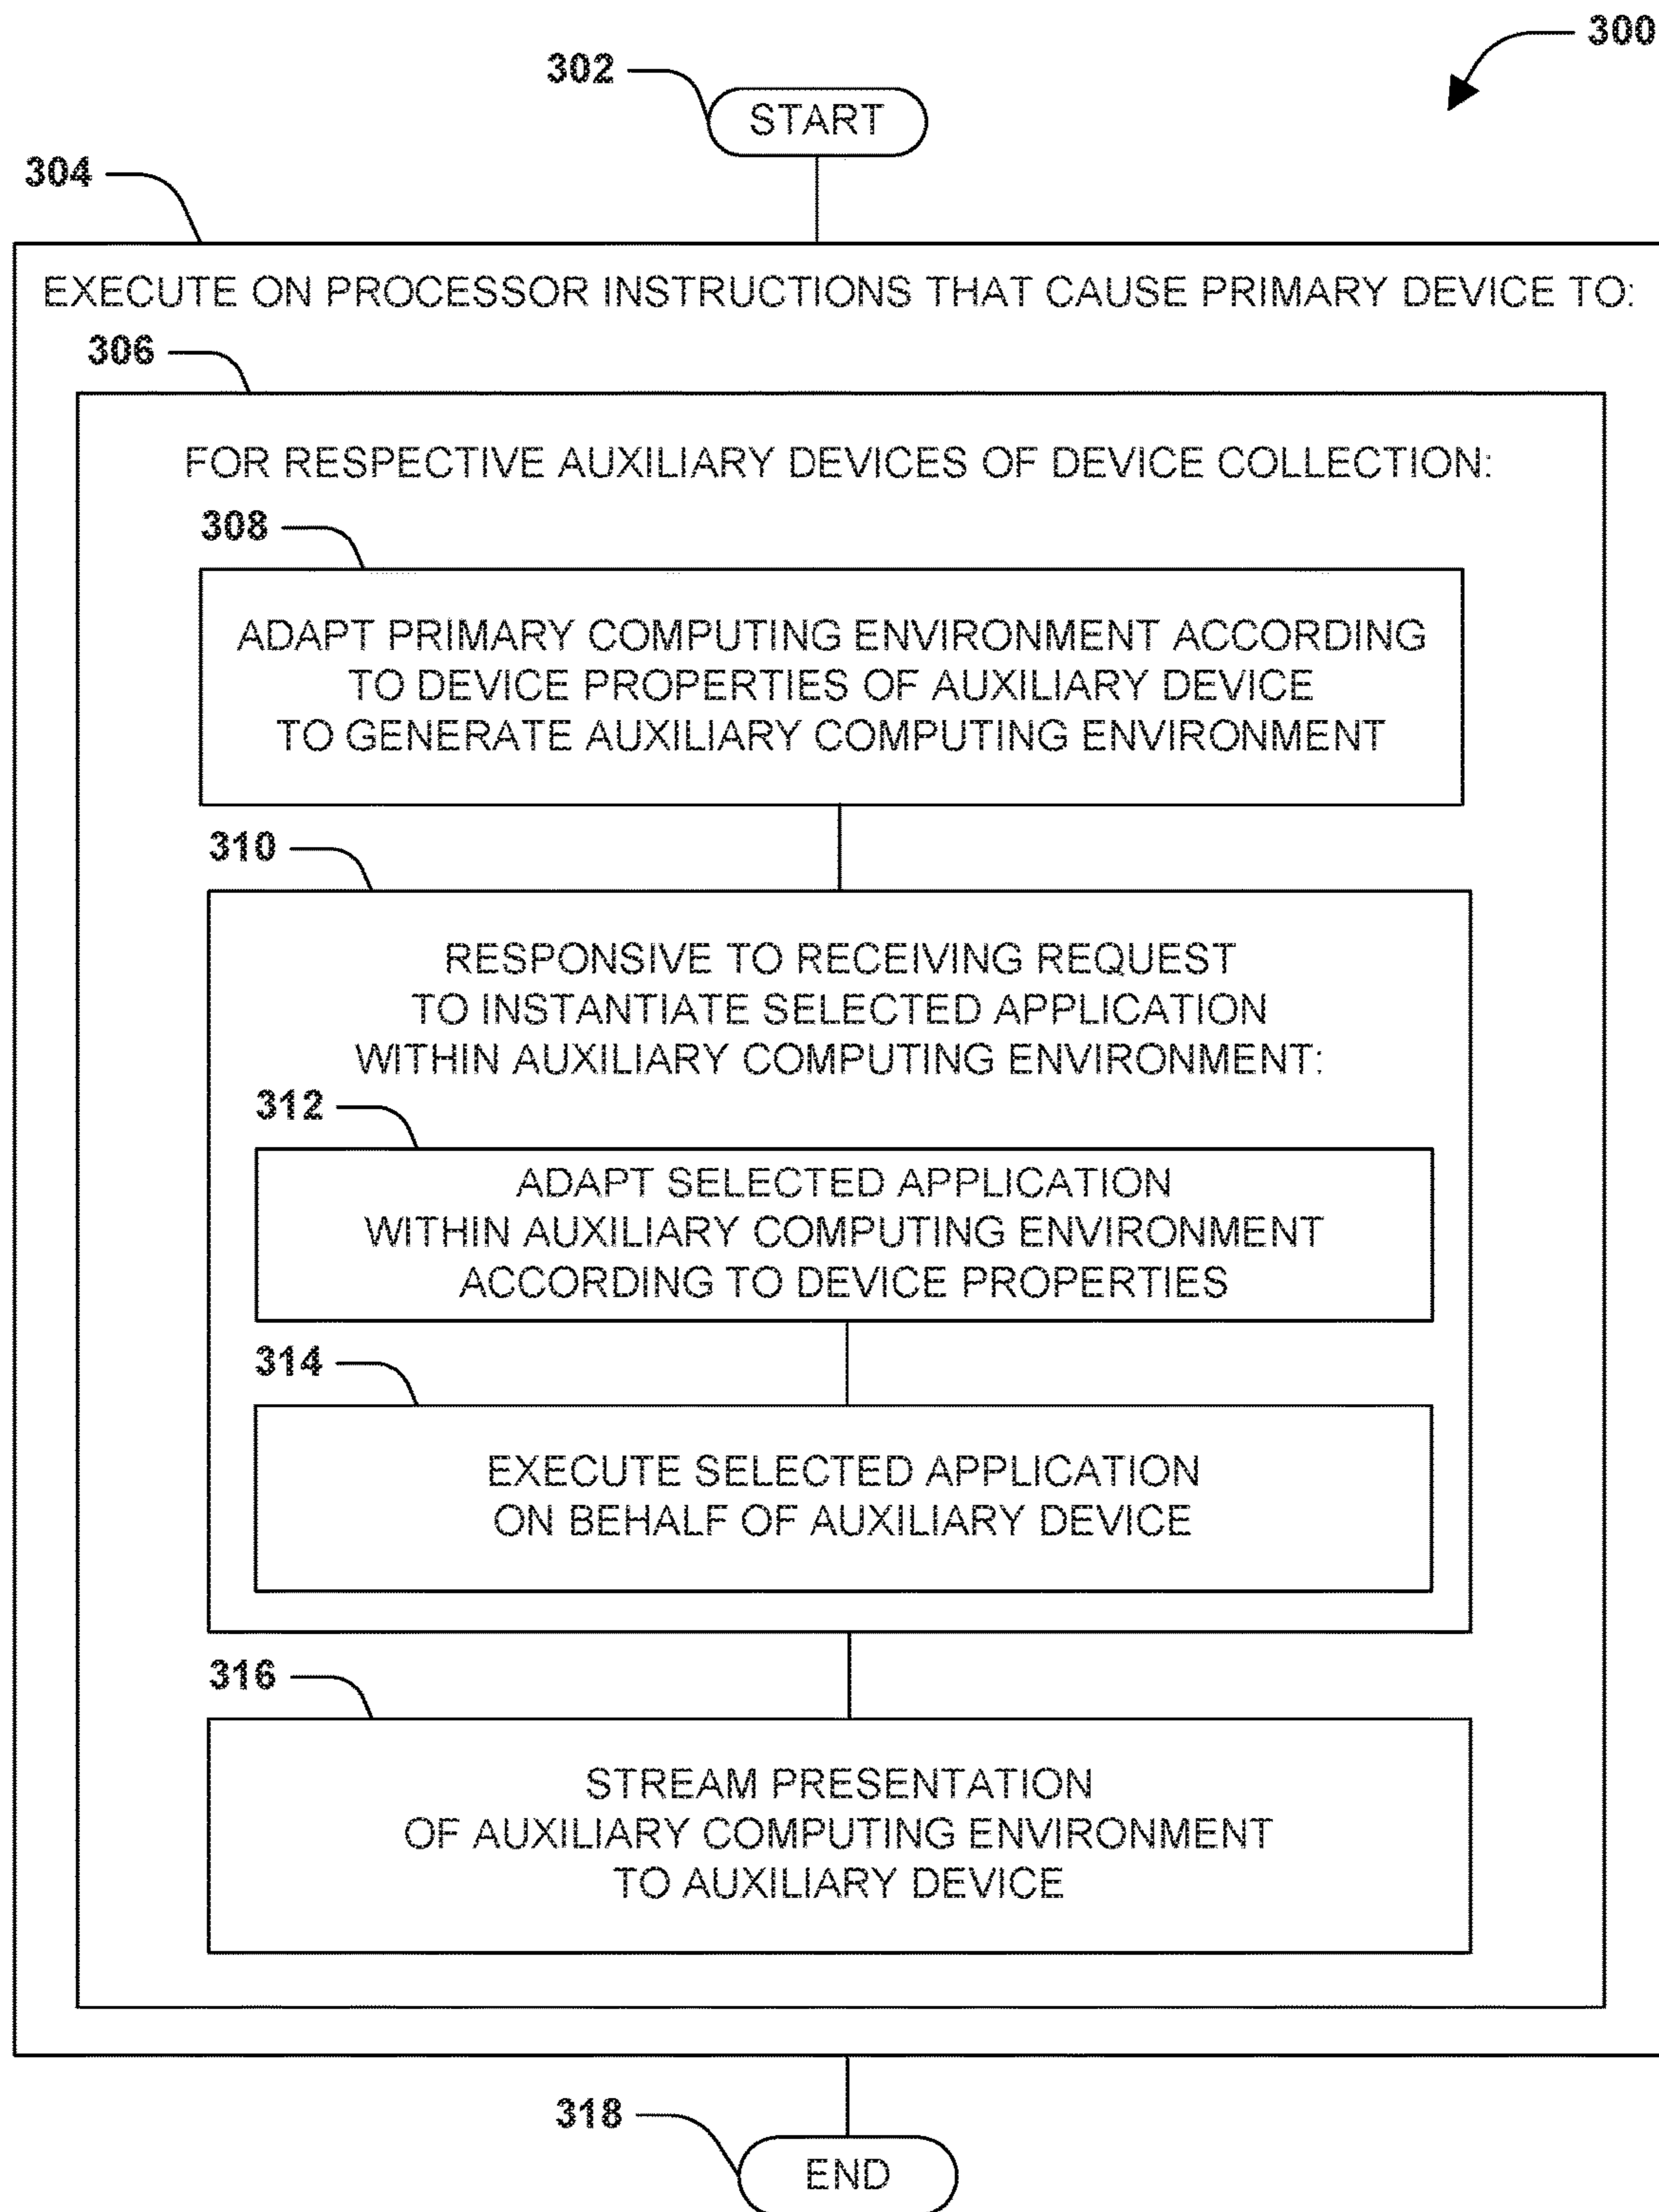 300
302
START
304
EXECUTE ON PROCESSOR INSTRUCTIONS THAT CAUSE PRIMARY DEVICE TO:
306
FOR RESPECTIVE AUXILIARY DEVICES OF DEVICE COLLECTION:
308
ADAPT PRIMARY COMPUTING ENVIRONMENT ACCORDING
TO DEVICE PROPERTIES OF AUXILIARY DEVICE
TO GENERATE AUXILIARY COMPUTING ENVIRONMENT
310
RESPONSIVE TO RECEIVING REQUEST
TO INSTANTIATE SELECTED APPLICATION
WITHIN AUXILIARY COMPUTING ENVIRONMENT:
312
ADAPT SELECTED APPLICATION
WITHIN AUXILIARY COMPUTING ENVIRONMENT
ACCORDING TO DEVICE PROPERTIES
314
EXECUTE SELECTED APPLICATION
ON BEHALF OF AUXILIARY DEVICE
316
STREAM PRESENTATION
OF AUXILIARY COMPUTING ENVIRONMENT
TO AUXILIARY DEVICE
318
END